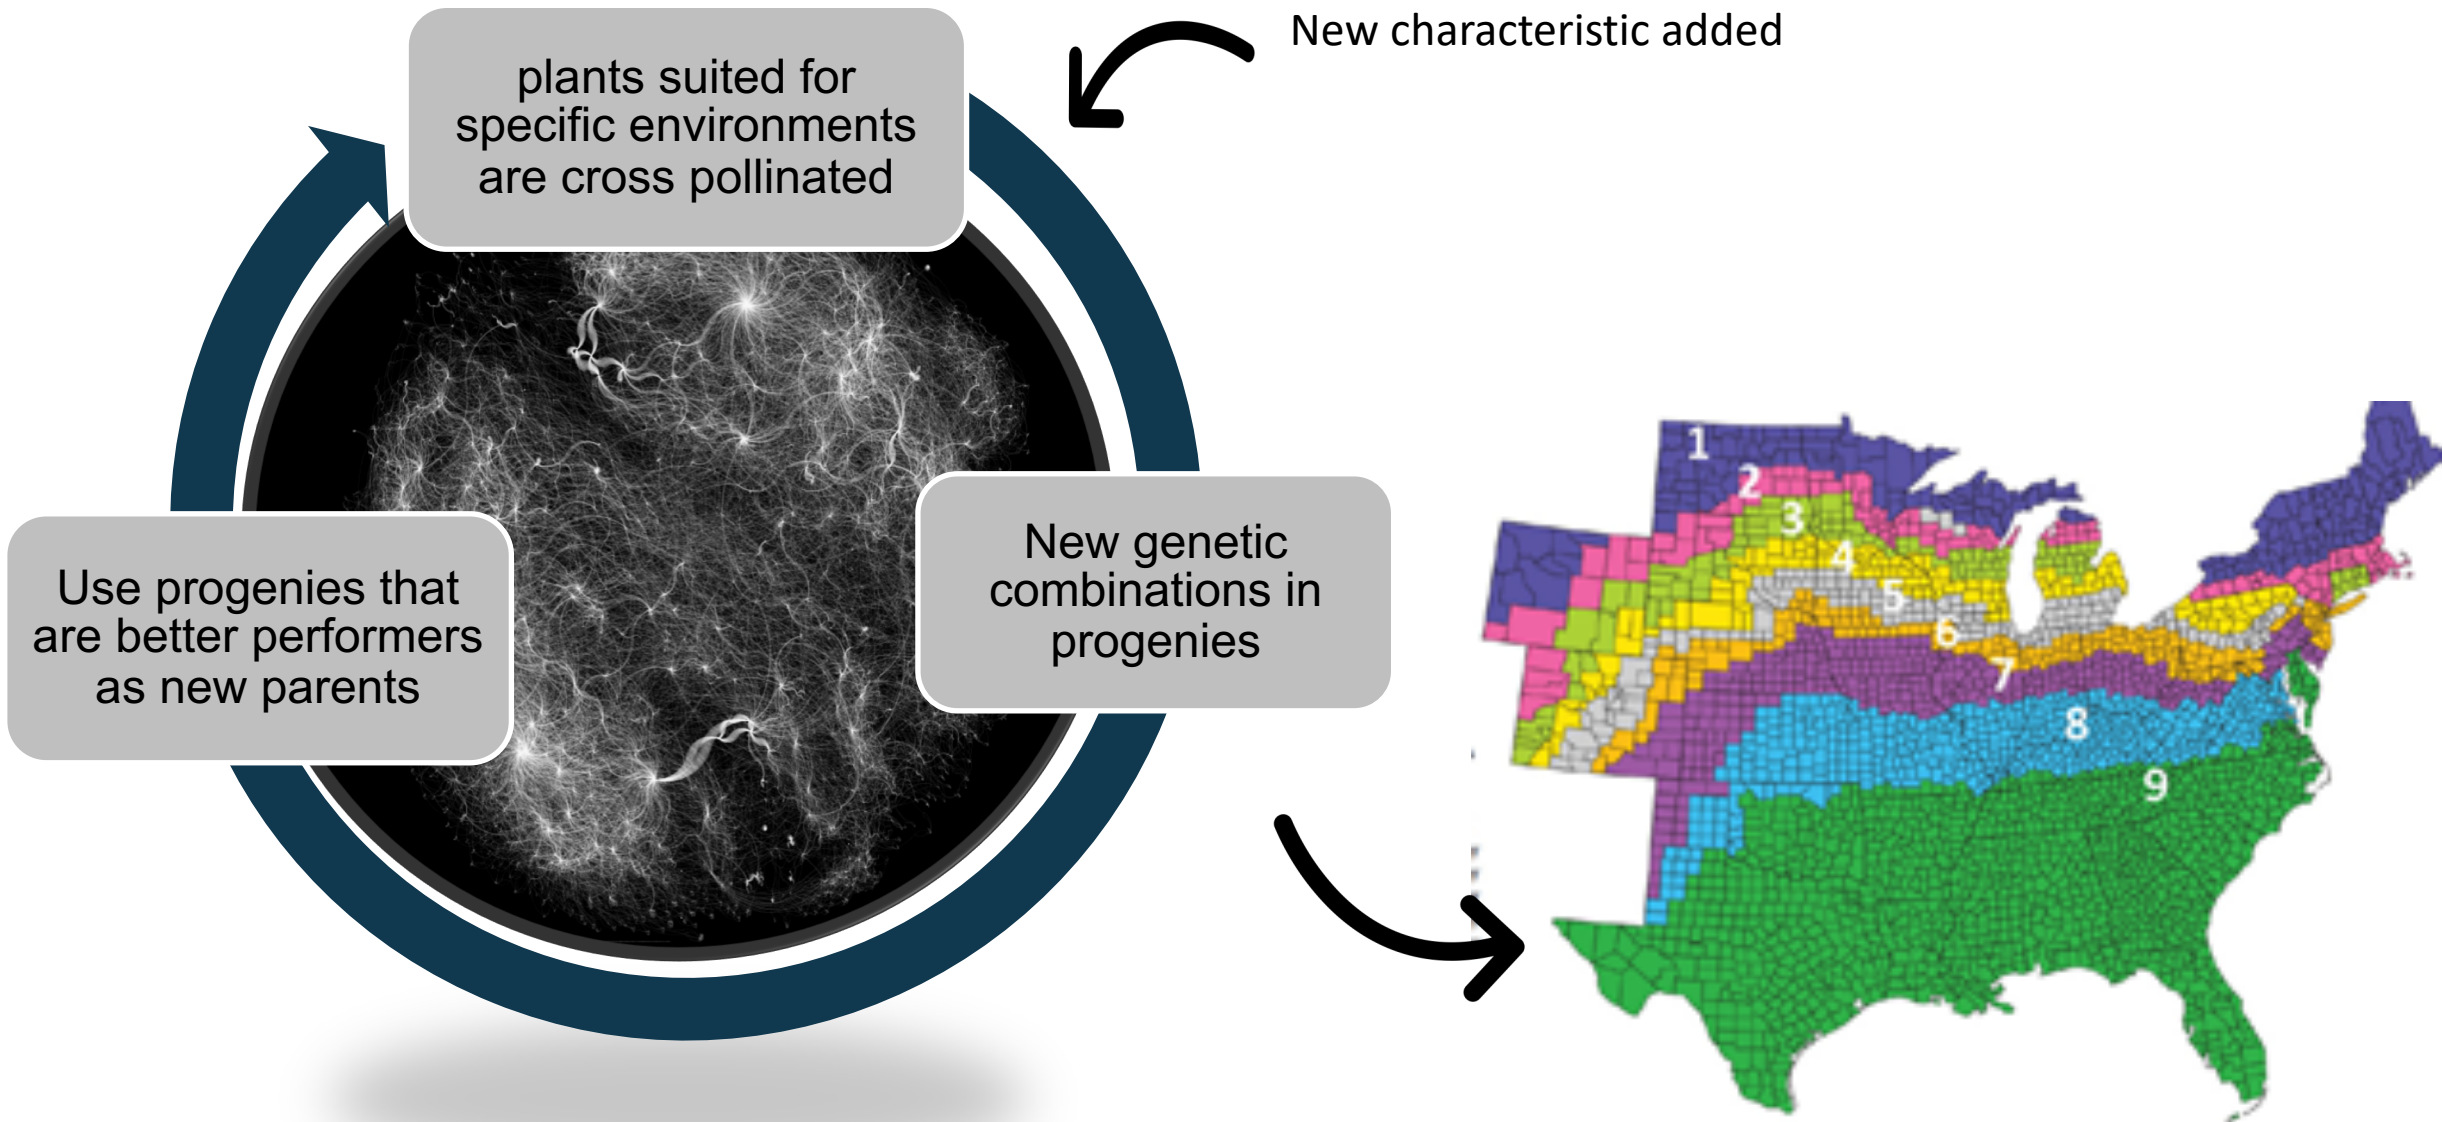 New characteristic added
plants suited for
specific environments
are cross pollinated
New genetic
combinations in
progenies
Use progenies that
are better performers
as new parents
1
2
3
4
5
6
7
8
9